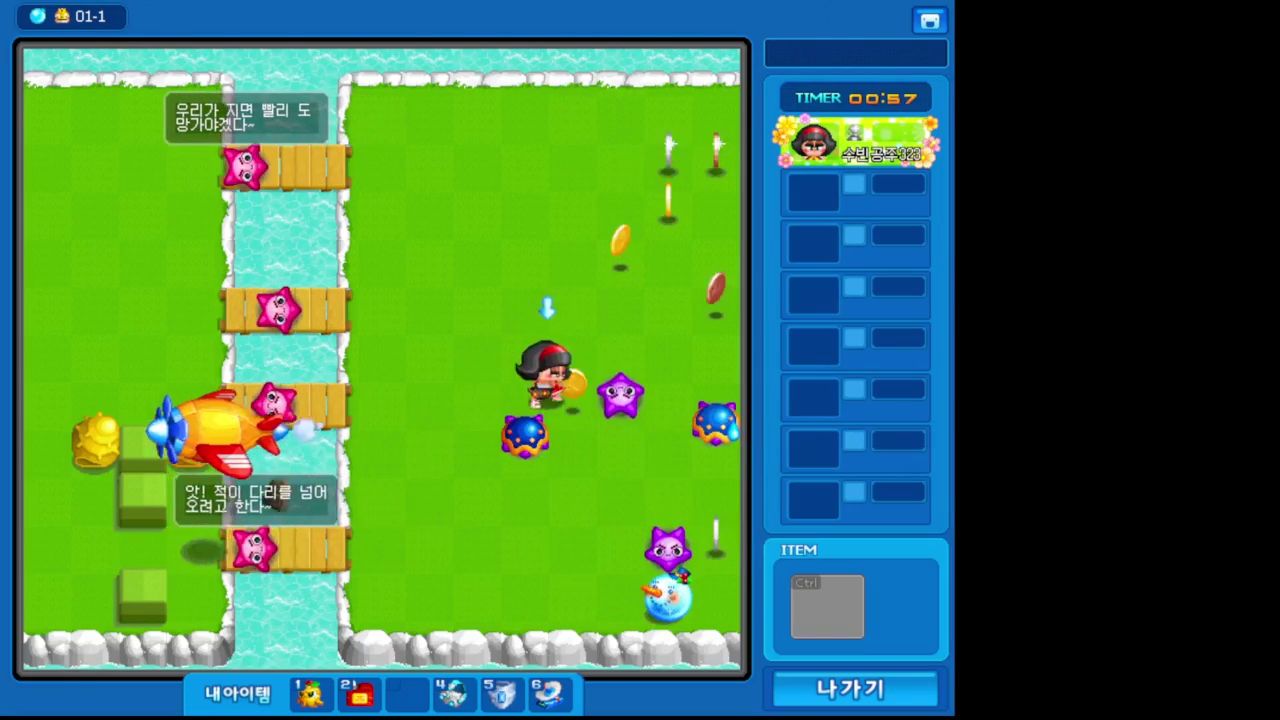 01-1
우리가 지면 빨리 도
망가야겠다~
TIMER 00:57
수빈공주023
앗! 적이 다리를 넘어
오려고 한다~
ITEM
Ctrl
내아이템
1
2
4
5
6
나가기